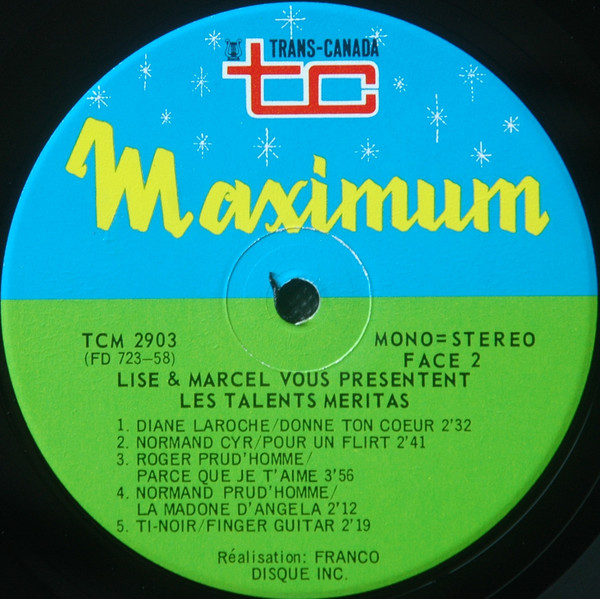 TRANS-CANADA
tc
Maximum
TCM 2903
(FD 723-58)
MONO=STEREO
FACE 2
LISE & MARCEL VOUS PRESENTENT
LES TALENTS MERITAS
1. DIANE LAROCHE/DONNE TON COEUR 2'32
2. NORMAND CYR/POUR UN FLIRT 2'41
3. ROGER PRUD'HOMME/
PARCE QUE JE T'AIME 3'56
4. NORMAND PRUD'HOMME/
LA MADONE D'ANGELA 2'12
5. TI-NOIR/FINGER GUITAR 2'19
Réalisation: FRANCO
DISQUE INC.